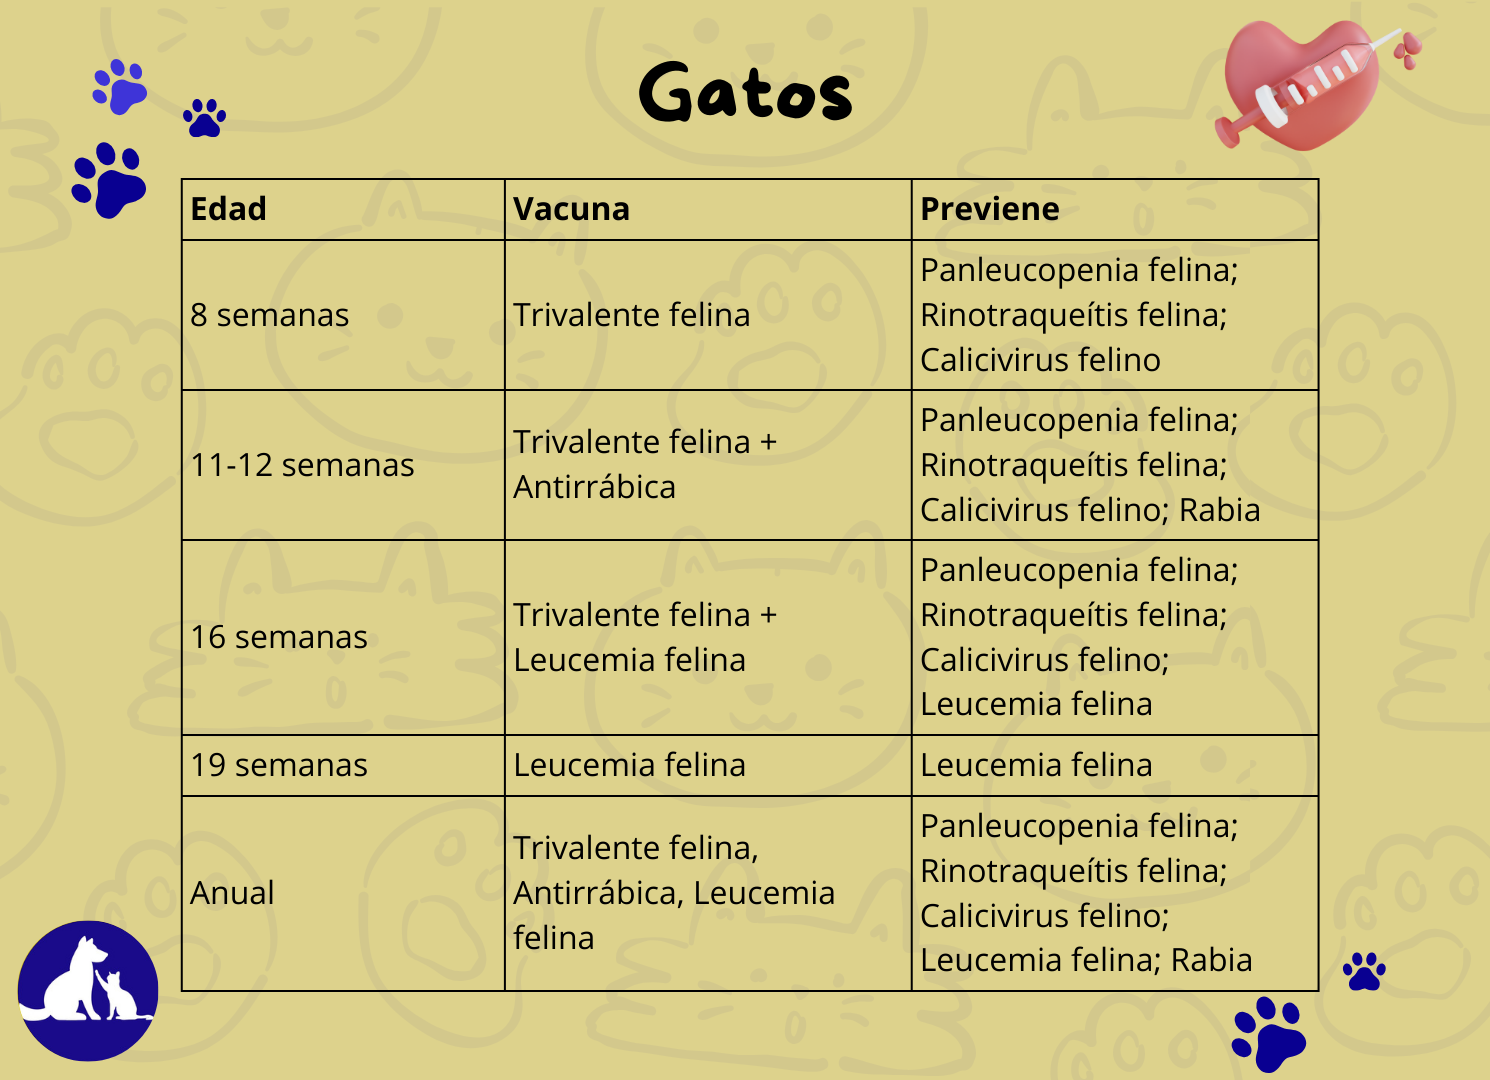 Gatos
Edad
Vacuna
Previene
8 semanas
Trivalente felina
Panleucopenia felina;
Rinotraqueítis felina;
Calicivirus felino
11-12 semanas
Trivalente felina +
Antirrábica
Panleucopenia felina;
Rinotraqueítis felina;
Calicivirus felino; Rabia
16 semanas
Trivalente felina +
Leucemia felina
Panleucopenia felina;
Rinotraqueítis felina;
Calicivirus felino;
Leucemia felina
19 semanas
Leucemia felina
Leucemia felina
Anual
Trivalente felina,
Antirrábica, Leucemia
felina
Panleucopenia felina;
Rinotraqueítis felina;
Calicivirus felino;
Leucemia felina; Rabia